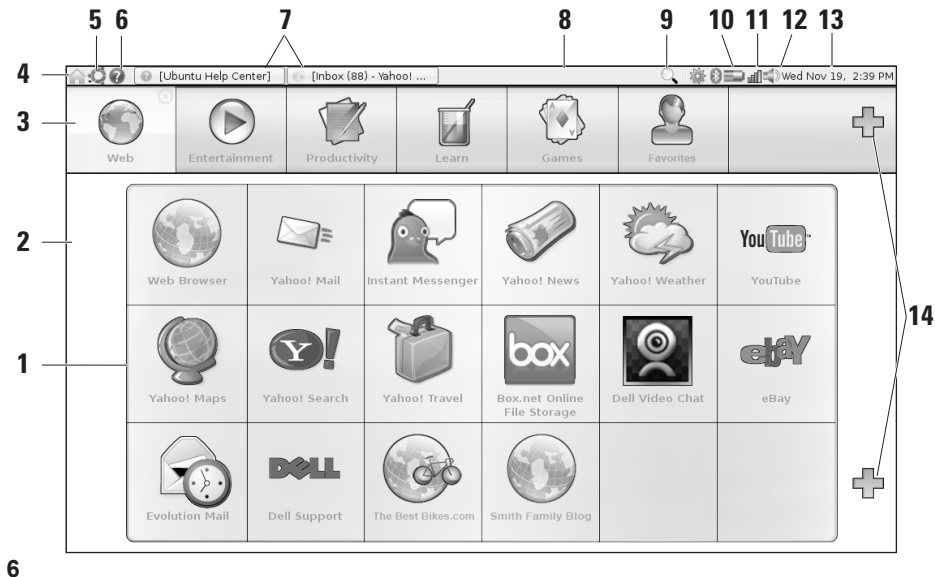 5 6 7 8 9 10 11 12 13
4 ? ? [Ubuntu Help Center] [Inbox (88) - Yahoo! ... Wed Nov 19, 2:39 PM
3
Web Entertainment Productivity Learn Games Favorites
2
You Tube
Web Browser Yahoo! Mail Instant Messenger Yahoo! News Yahoo! Weather YouTube
14
1
Y! box ebaY
Yahoo! Maps Yahoo! Search Yahoo! Travel Box.net Online Dell Video Chat eBay
File Storage
DELL
Evolution Mail Dell Support The Best Bikes.com Smith Family Blog
6